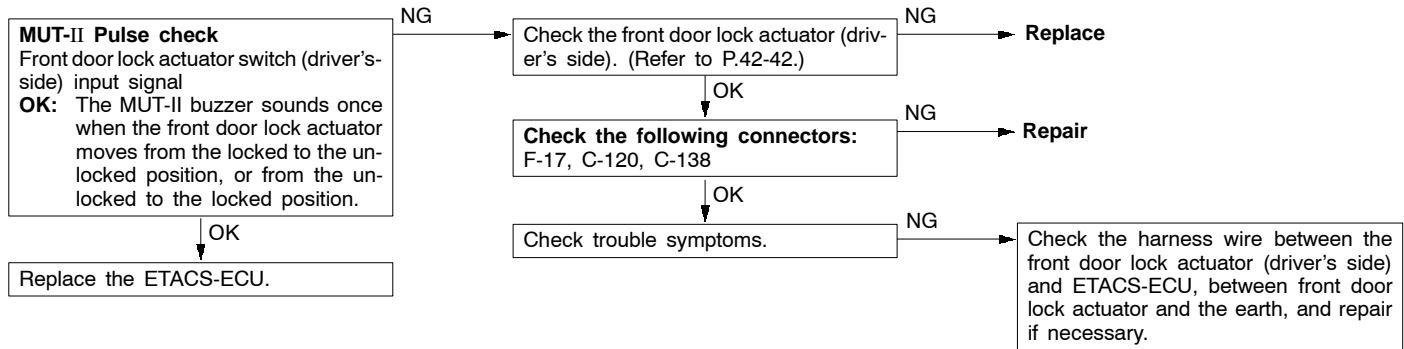 MUT-II Pulse check
Front door lock actuator switch (driver's-
side) input signal
OK: The MUT-II buzzer sounds once
when the front door lock actuator
moves from the locked to the un-
locked position, or from the un-
locked to the locked position.
OK
Replace the ETACS-ECU.
NG
Check the front door lock actuator (driv-
er's side). (Refer to P.42-42.)
NG
Replace
OK
Check the following connectors:
F-17, C-120, C-138
NG
Repair
OK
Check trouble symptoms.
NG
Check the harness wire between the
front door lock actuator (driver's side)
and ETACS-ECU, between front door
lock actuator and the earth, and repair
if necessary.